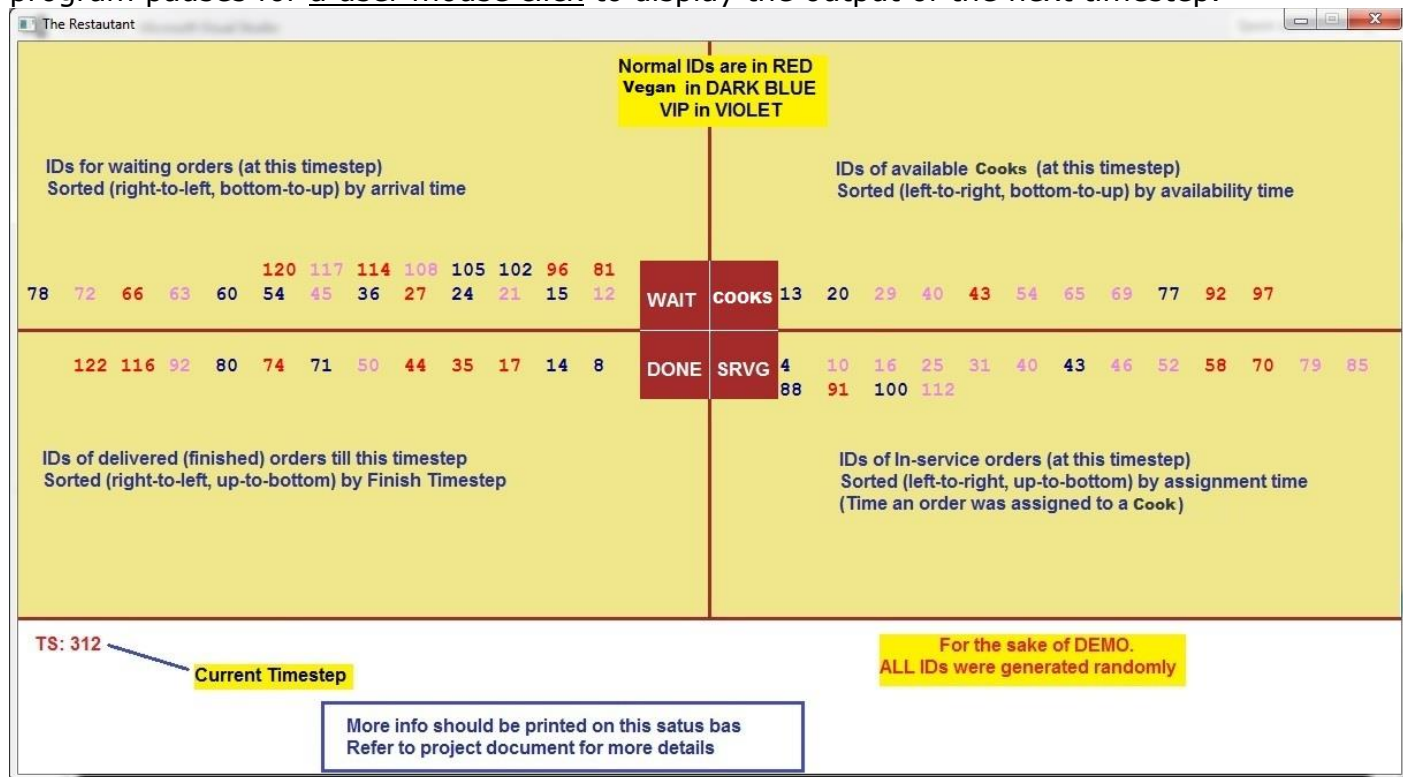 program pauses for a user mouse click to display the output of the next timestep.
The Restautant
Normal IDs are in RED
Vegan in DARK BLUE
VIP in VIOLET
IDs for waiting orders (at this timestep)
Sorted (right-to-left, bottom-to-up) by arrival time
IDs of available Cooks (at this timestep)
Sorted (left-to-right, bottom-to-up) by availability time
120 117 114 108 105 102 96 81
78 72 66 63 60 54 45 36 27 24 21 15 12
WAIT COOKS
13 20 29 40 43 54 65 69 77 92 97
122 116 92 80 74 71 50 44 35 17 14 8
DONE SRVG
4 10 16 25 31 40 43 46 52 58 70 79 85
88 91 100 112
IDs of delivered (finished) orders till this timestep
Sorted (right-to-left, up-to-bottom) by Finish Timestep
IDs of In-service orders (at this timestep)
Sorted (left-to-right, up-to-bottom) by assignment time
(Time an order was assigned to a Cook)
TS: 312
Current Timestep
For the sake of DEMO.
ALL IDs were generated randomly
More info should be printed on this satus bas
Refer to project document for more details